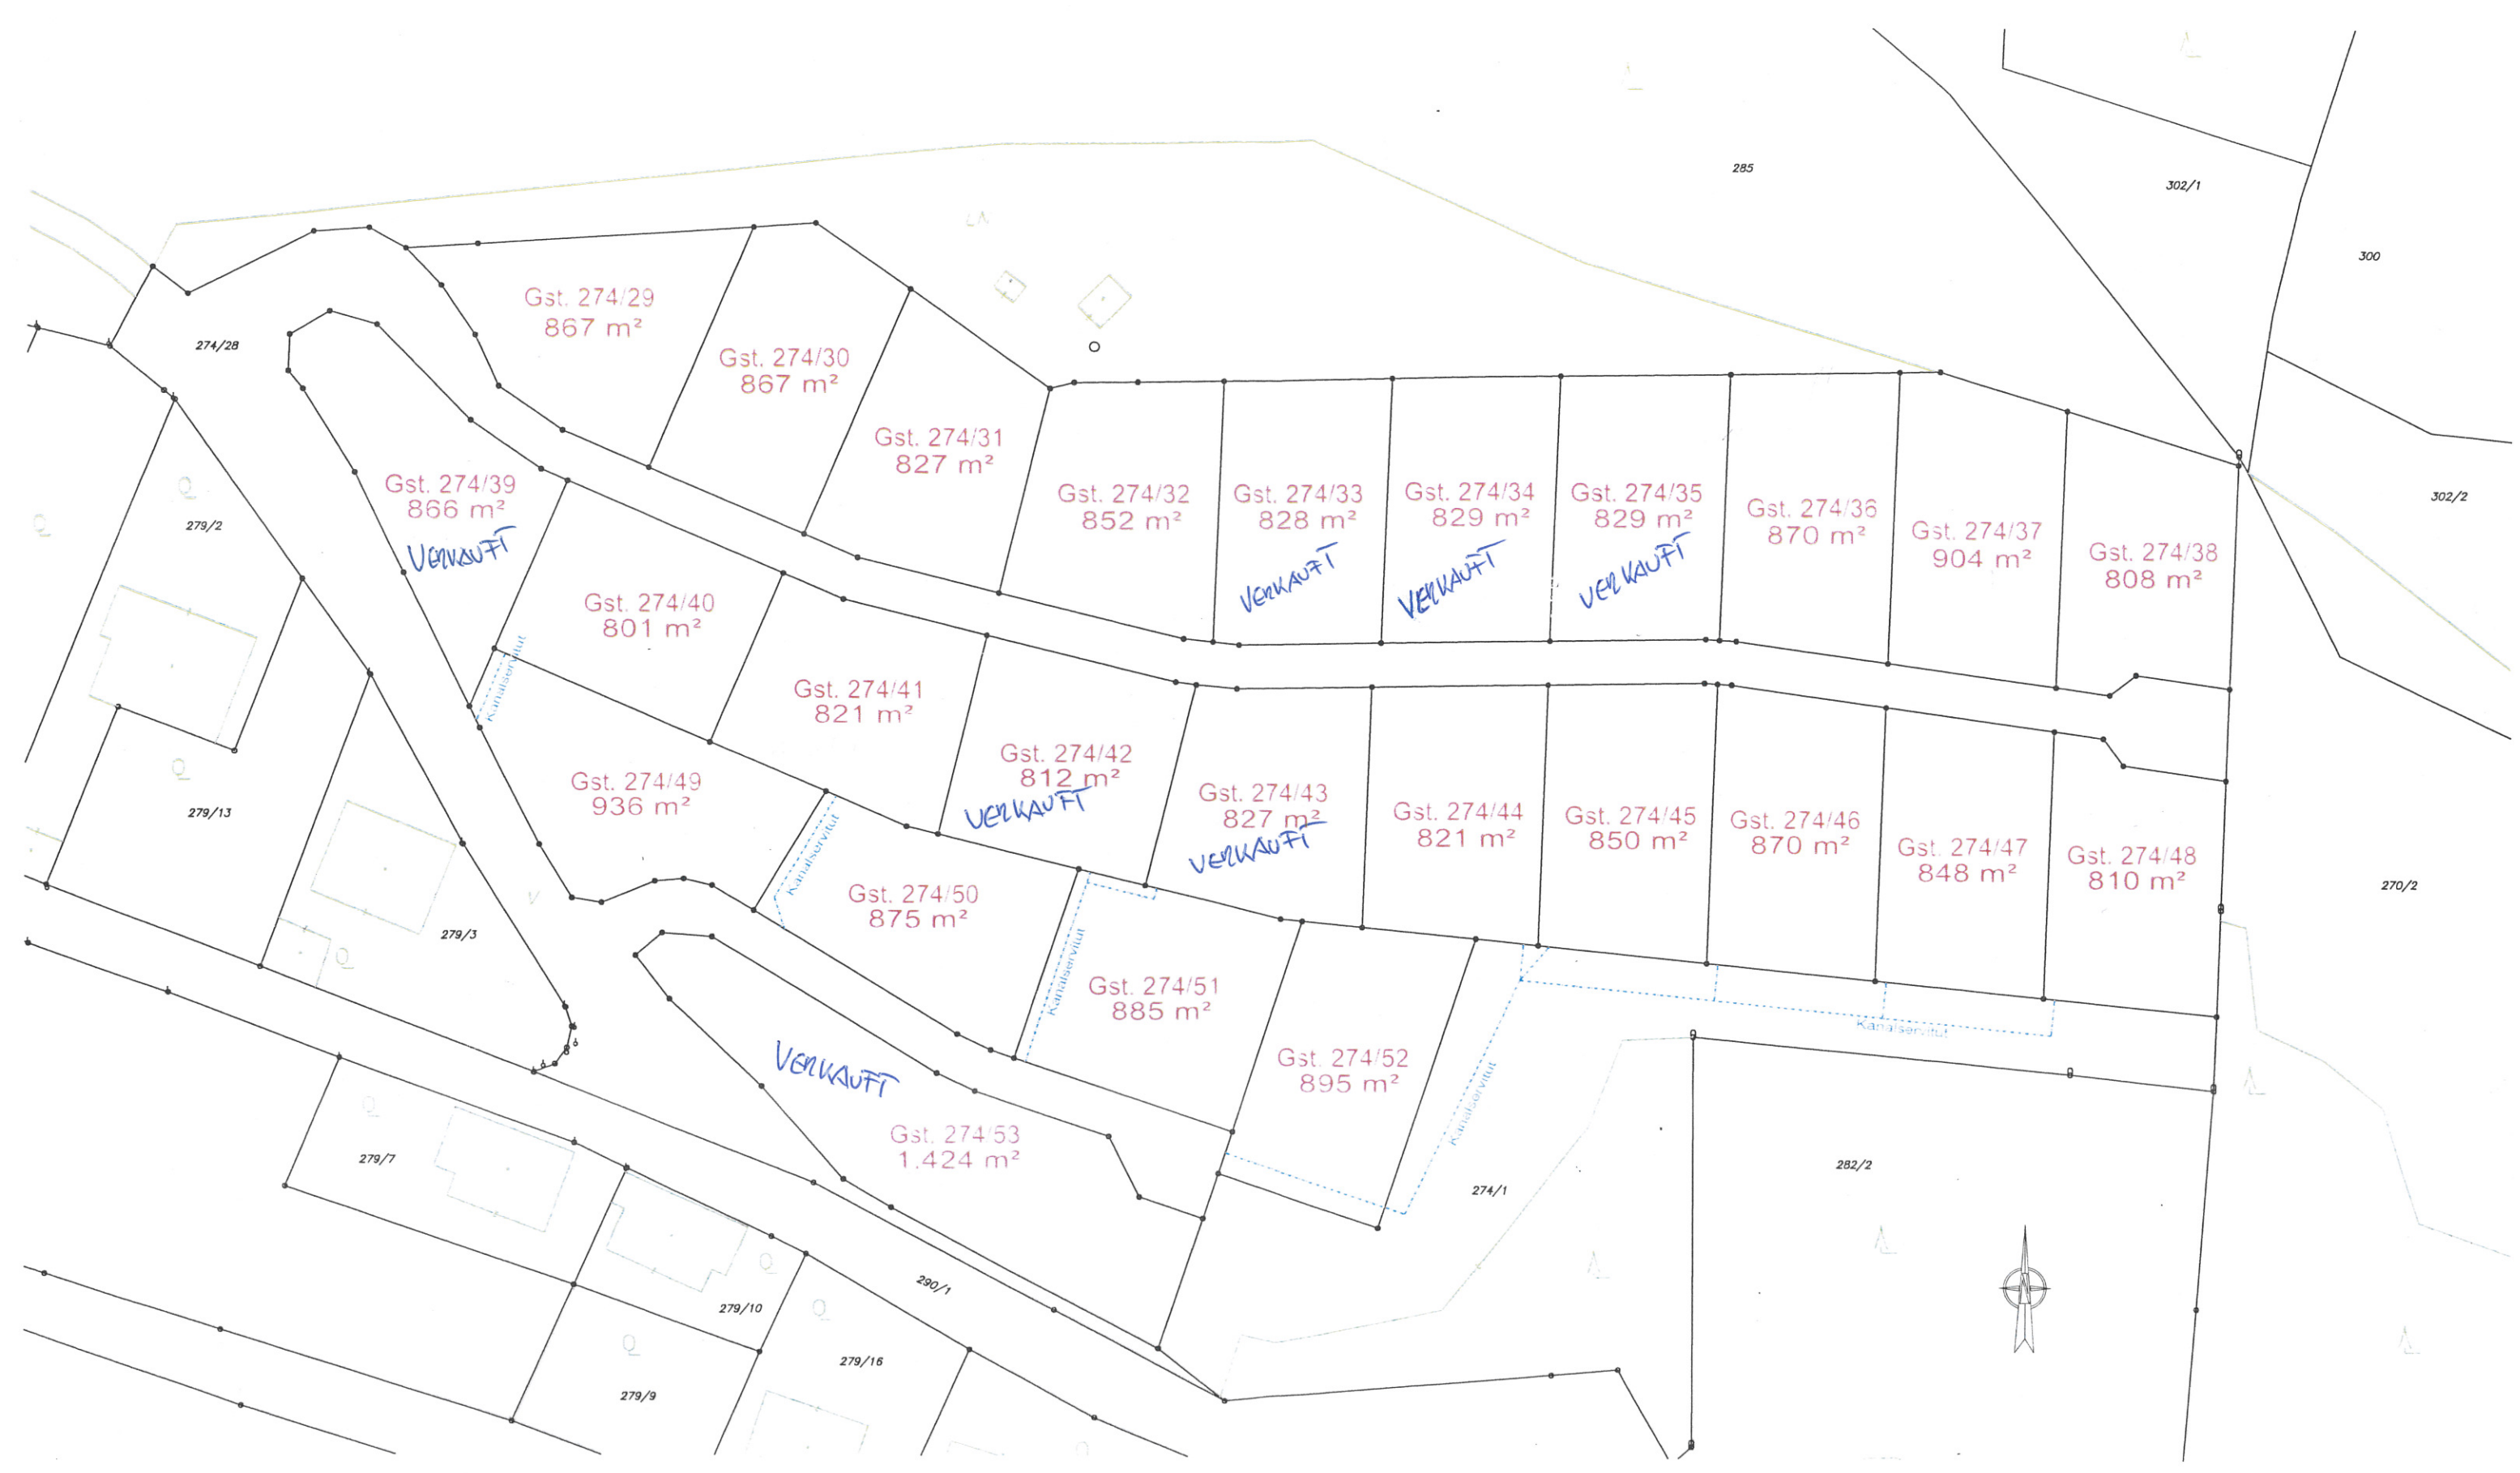 285
302/1
300
Gst. 274/29
867 m²
274/28
Gst. 274/30
867 m²
Gst. 274/31
827 m²
Gst. 274/32
852 m²
Gst. 274/33
828 m²
VERKAUFT
Gst. 274/34
829 m²
VERKAUFT
Gst. 274/35
829 m²
VERKAUFT
Gst. 274/36
870 m²
Gst. 274/37
904 m²
Gst. 274/38
808 m²
302/2
Gst. 274/39
866 m²
VERKAUFT
279/2
Gst. 274/40
801 m²
Kanalservitut
Gst. 274/41
821 m²
Gst. 274/42
812 m²
VERKAUFT
Gst. 274/43
827 m²
VERKAUFT
Gst. 274/44
821 m²
Gst. 274/45
850 m²
Gst. 274/46
870 m²
Gst. 274/47
848 m²
Gst. 274/48
810 m²
270/2
279/13
Gst. 274/49
936 m²
Kanalservitut
Gst. 274/50
875 m²
279/3
Kanalservitut
Gst. 274/51
885 m²
Gst. 274/52
895 m²
Kanalservitut
Kanalservitut
VERKAUFT
Gst. 274/53
1.424 m²
279/7
274/1
282/2
290/1
279/10
279/16
279/9
N